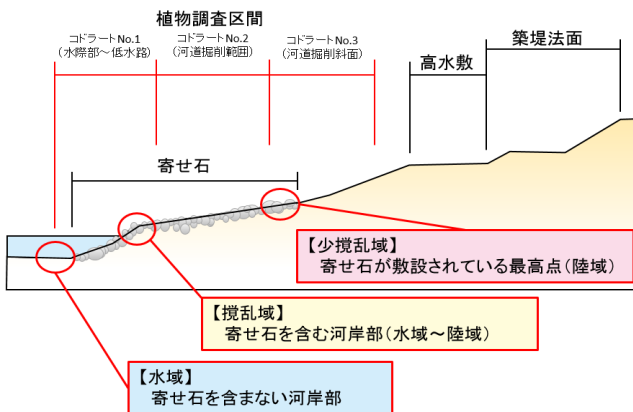 植物調査区間
コドラートNo.1
(水際部～低水路)
コドラートNo.2
(河道掘削範囲)
コドラートNo.3
(河道掘削斜面)
高水敷
築堤法面
寄せ石
【少撹乱域】
寄せ石が敷設されている最高点(陸域)
【撹乱域】
寄せ石を含む河岸部(水域～陸域)
【水域】
寄せ石を含まない河岸部